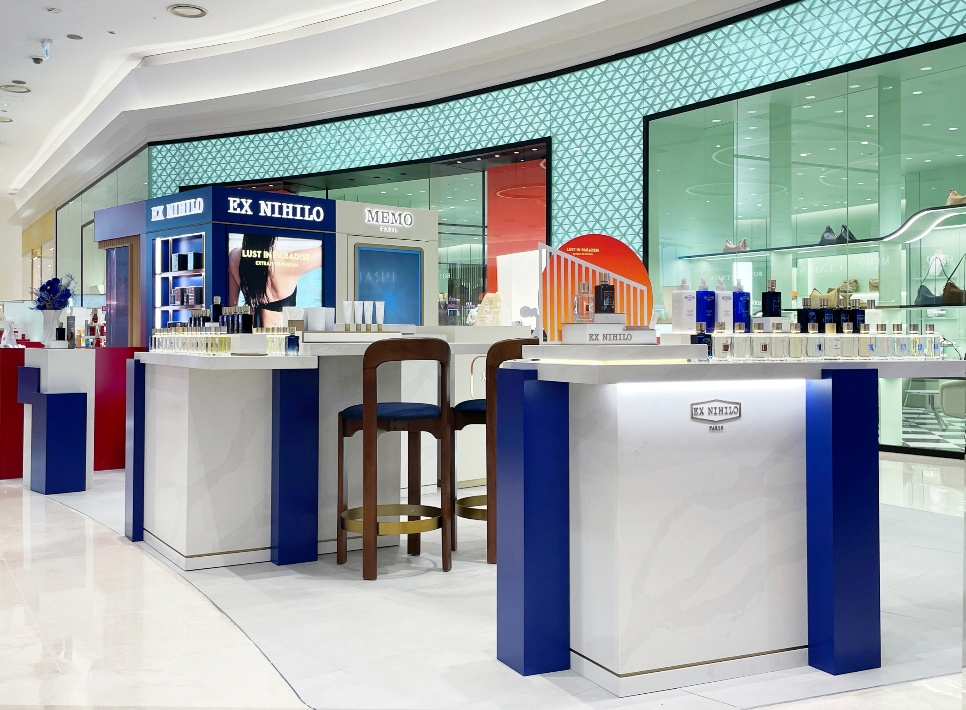 EX NIHILO
EX NIHILO
MEMO
PARIS
LUST IN PARADISE
EXTRAIT DE PARFUM
LUST IN PARADISE
EX NIHILO
EX NIHILO
PARIS